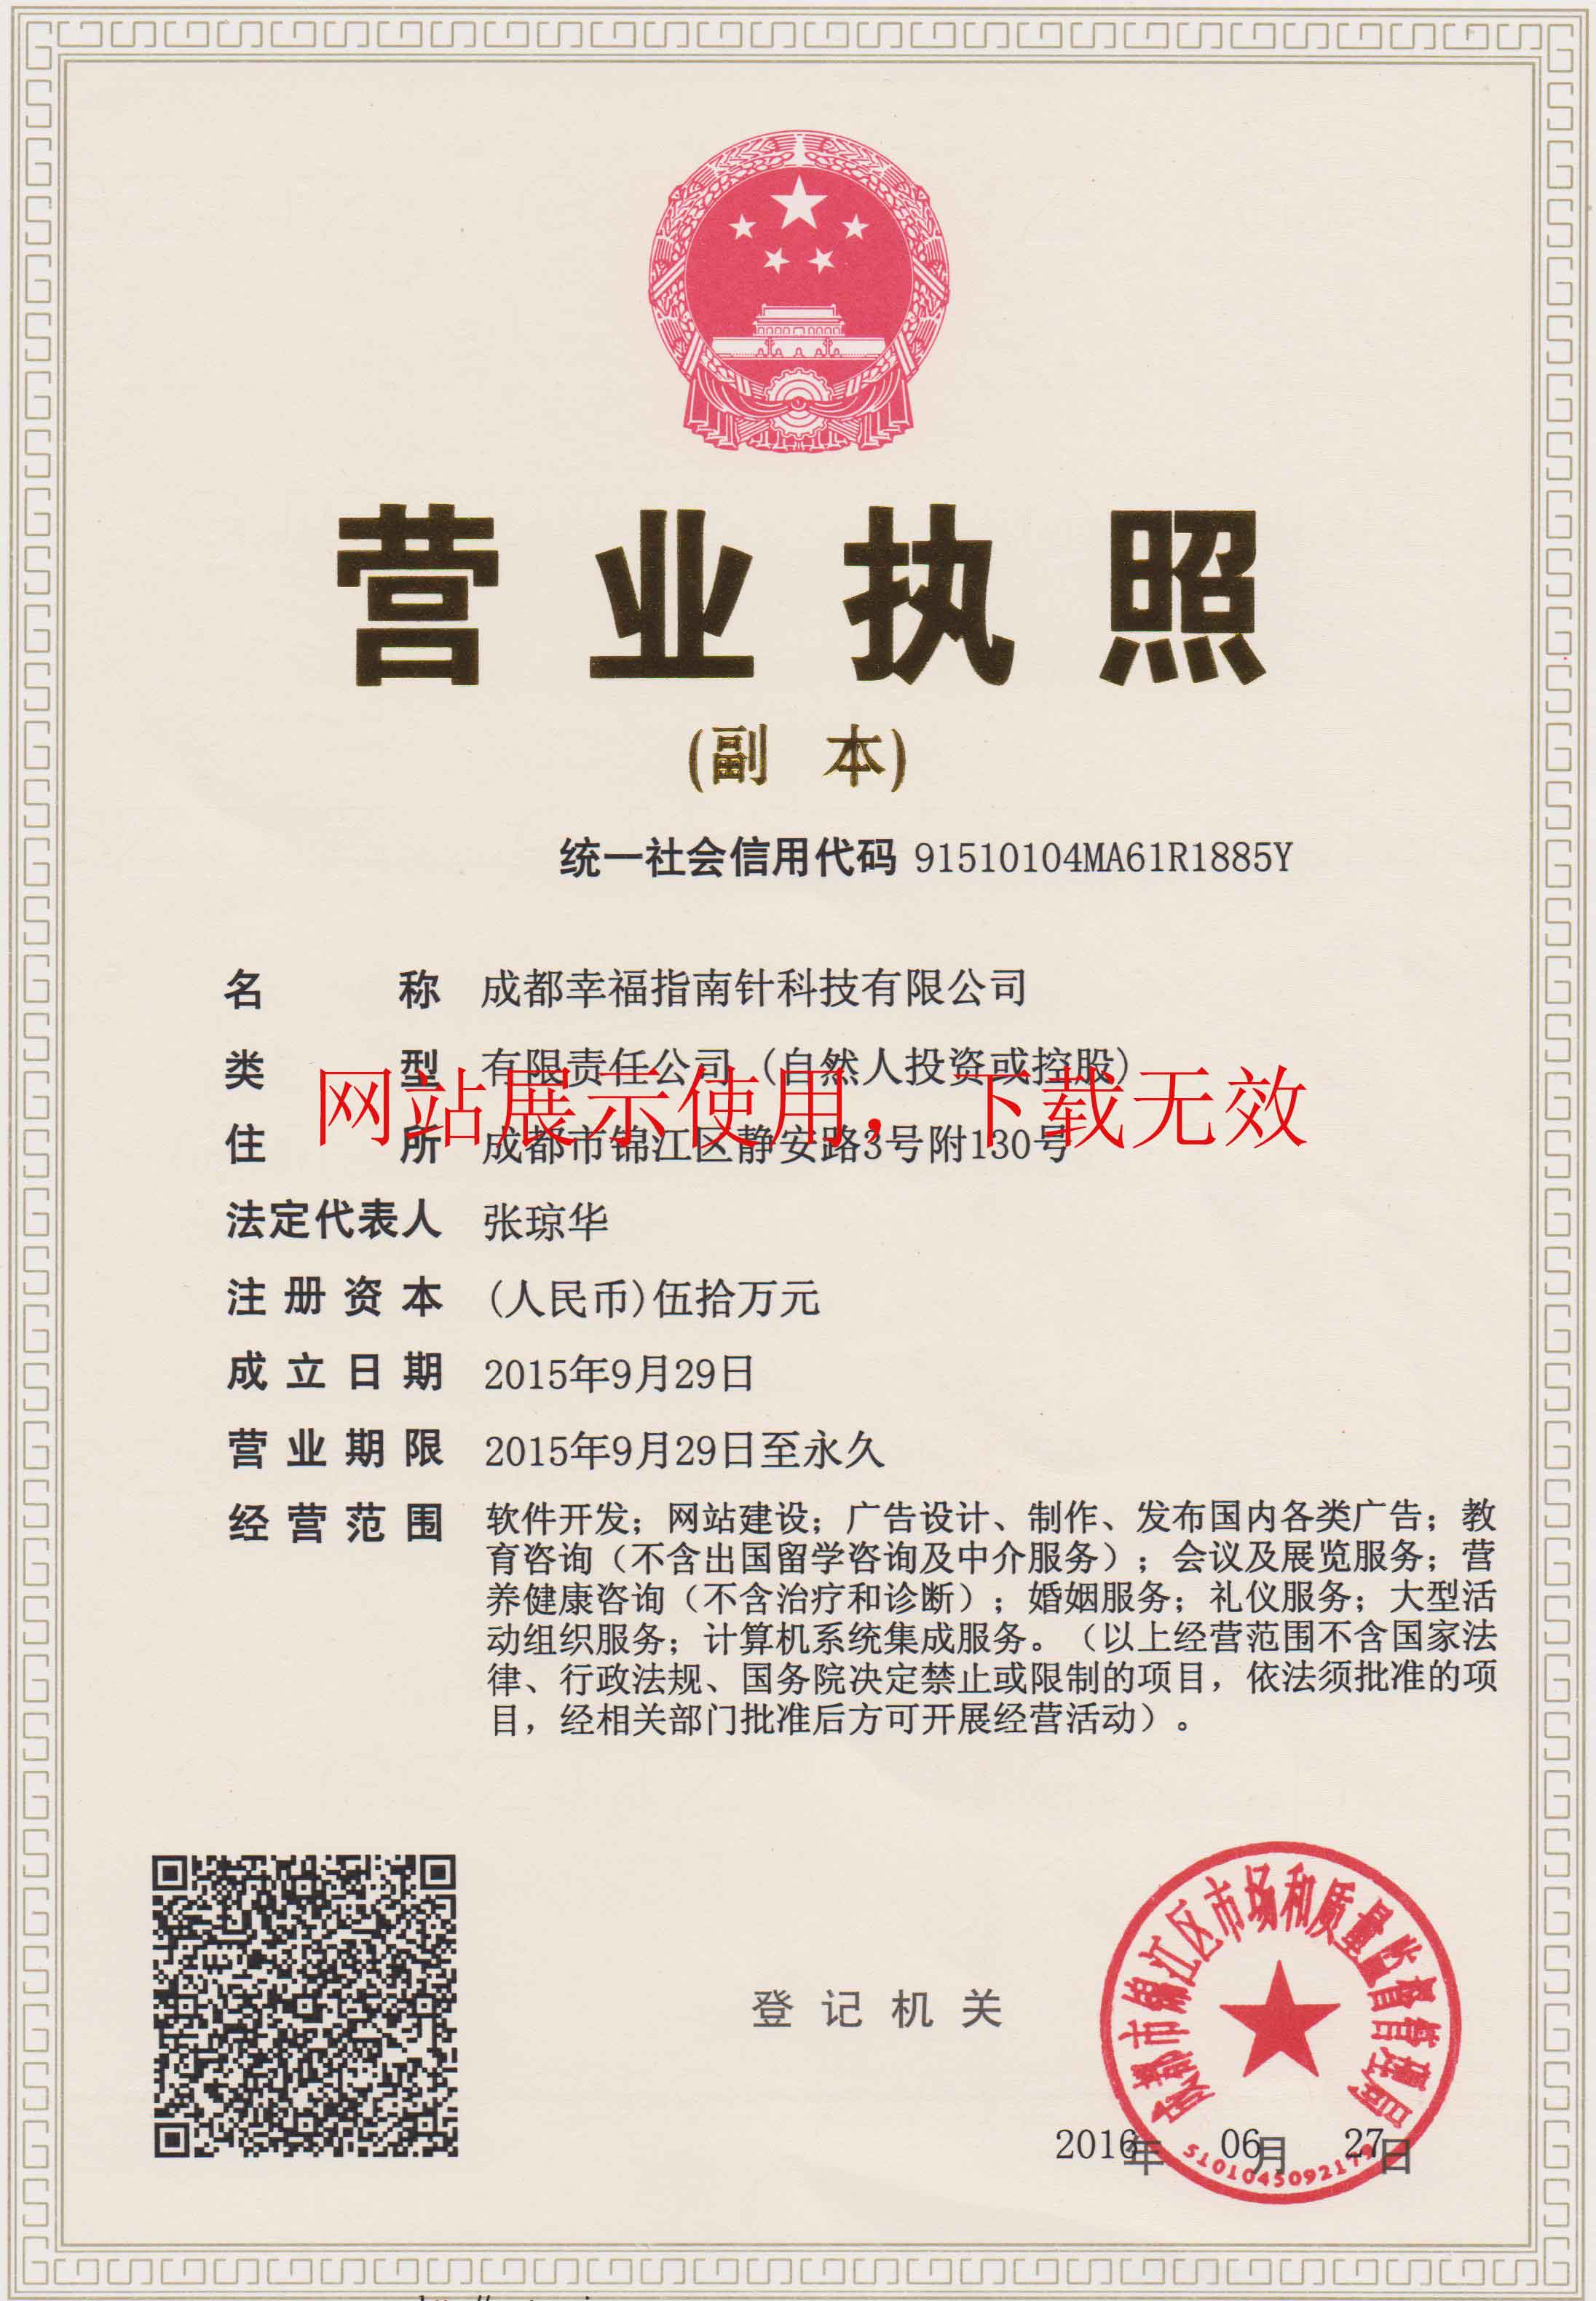 营业执照
(副 本)
统一社会信用代码 91510104MA61R1885Y
名 称 成都幸福指南针科技有限公司
类 型 有限责任公司(自然人投资或控股)
网站展示使用，下载无效
住 所 成都市锦江区静安路3号附130号
法定代表人 张琼华
注册资本 (人民币)伍拾万元
成立日期 2015年9月29日
营业期限 2015年9月29日至永久
经营范围 软件开发；网站建设；广告设计、制作、发布国内各类广告；教
育咨询（不含出国留学咨询及中介服务）；会议及展览服务；营
养健康咨询（不含治疗和诊断）；婚姻服务；礼仪服务；大型活
动组织服务；计算机系统集成服务。（以上经营范围不含国家法
律、行政法规、国务院决定禁止或限制的项目，依法须批准的项
目，经相关部门批准后方可开展经营活动）。
成都市锦江区市场和质量监督管理局
登记机关
2016年 06月 27日